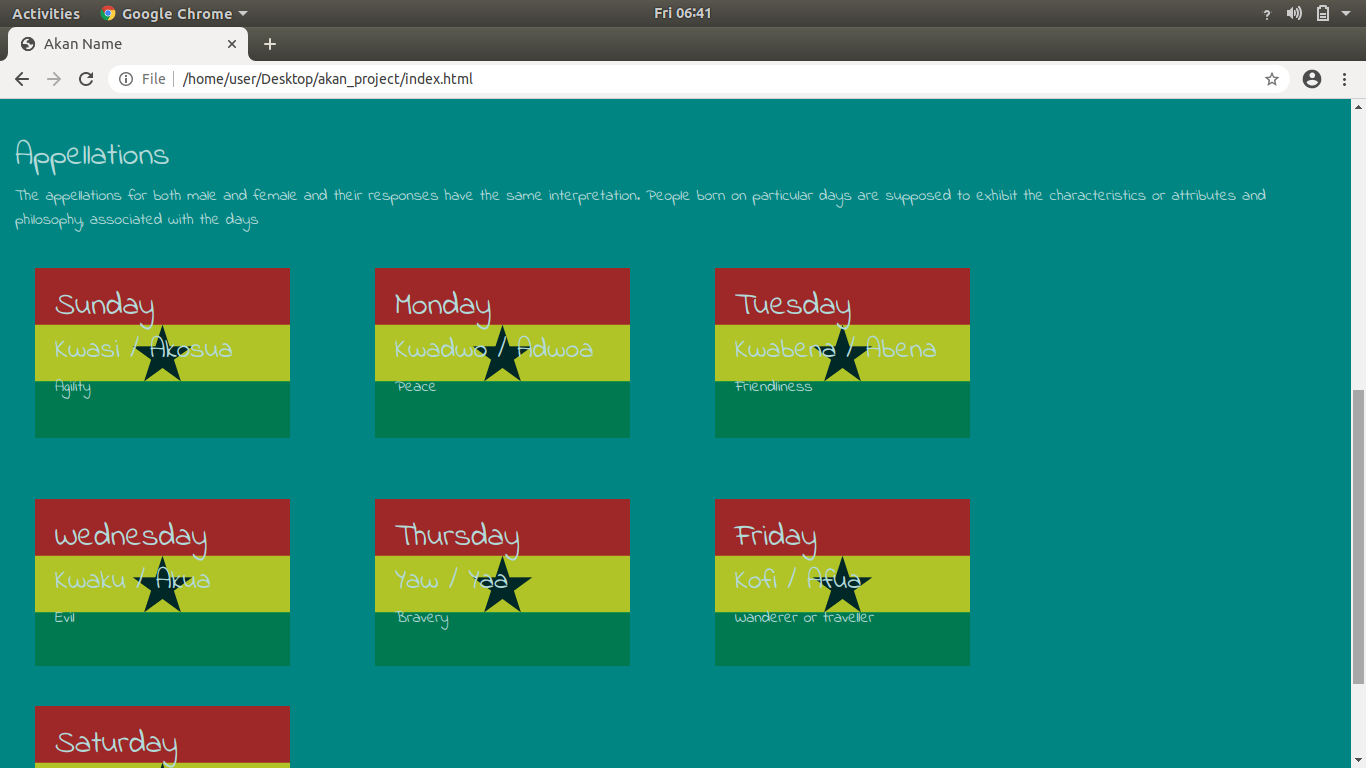 Activities Google Chrome Fri 06:41
Akan Name
File /home/user/Desktop/akan_project/index.html
Appellations
The appellations for both male and female and their responses have the same interpretation. People born on particular days are supposed to exhibit the characteristics or attributes and
philosophy, associated with the days
Sunday
Kwasi / Akosua
Agility
Monday
Kwadwo / Adwoa
Peace
Tuesday
Kwabena / Abena
Friendliness
Wednesday
Kwaku / Akua
Evil
Thursday
Yaw / Yaa
Bravery
Friday
Kofi / Afua
Wanderer or traveller
Saturday